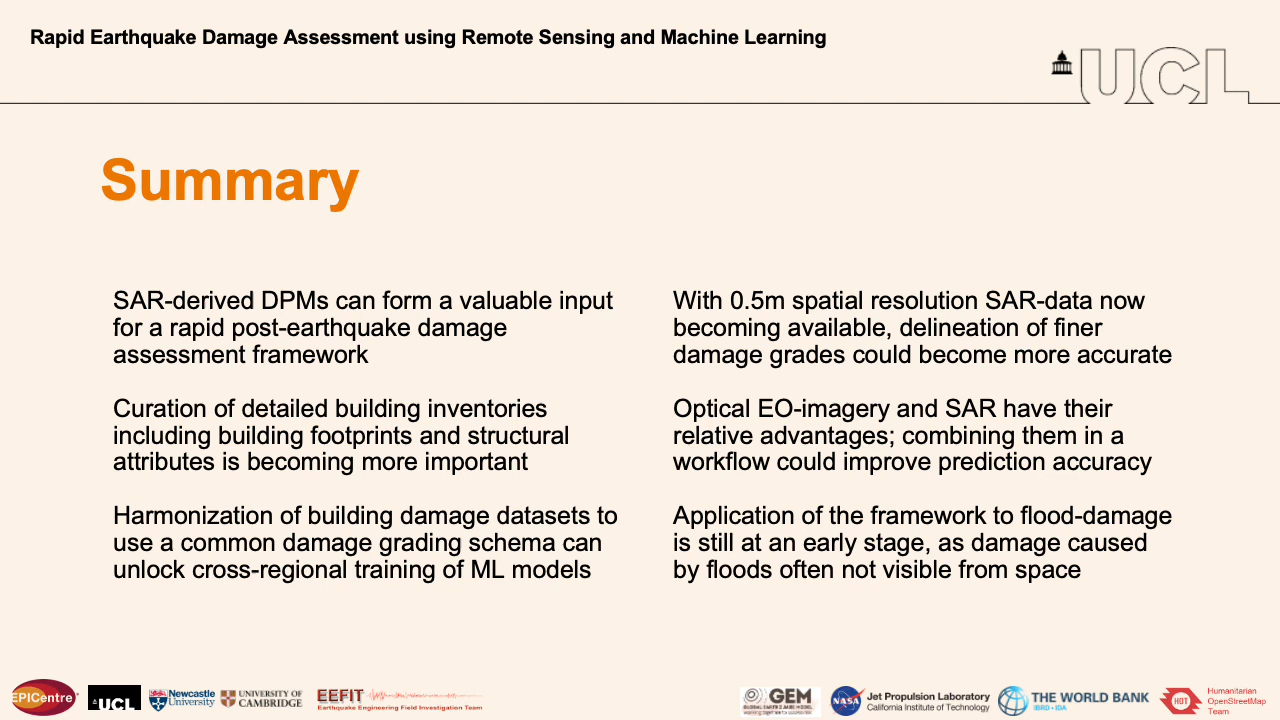 Rapid Earthquake Damage Assessment using Remote Sensing and Machine Learning
UCL
Summary
SAR-derived DPMs can form a valuable input
for a rapid post-earthquake damage
assessment framework
Curation of detailed building inventories
including building footprints and structural
attributes is becoming more important
Harmonization of building damage datasets to
use a common damage grading schema can
unlock cross-regional training of ML models
With 0.5m spatial resolution SAR-data now
becoming available, delineation of finer
damage grades could become more accurate
Optical EO-imagery and SAR have their
relative advantages; combining them in a
workflow could improve prediction accuracy
Application of the framework to flood-damage
is still at an early stage, as damage caused
by floods often not visible from space
EPICentre
UCL
Newcastle
University
UNIVERSITY OF
CAMBRIDGE
EEFIT
Earthquake Engineering Field Investigation Team
GEM
GLOBAL EARTHQUAKE MODEL
NASA
Jet Propulsion Laboratory
California Institute of Technology
THE WORLD BANK
IBRD • IDA
HOT
Humanitarian
OpenStreetMap
Team